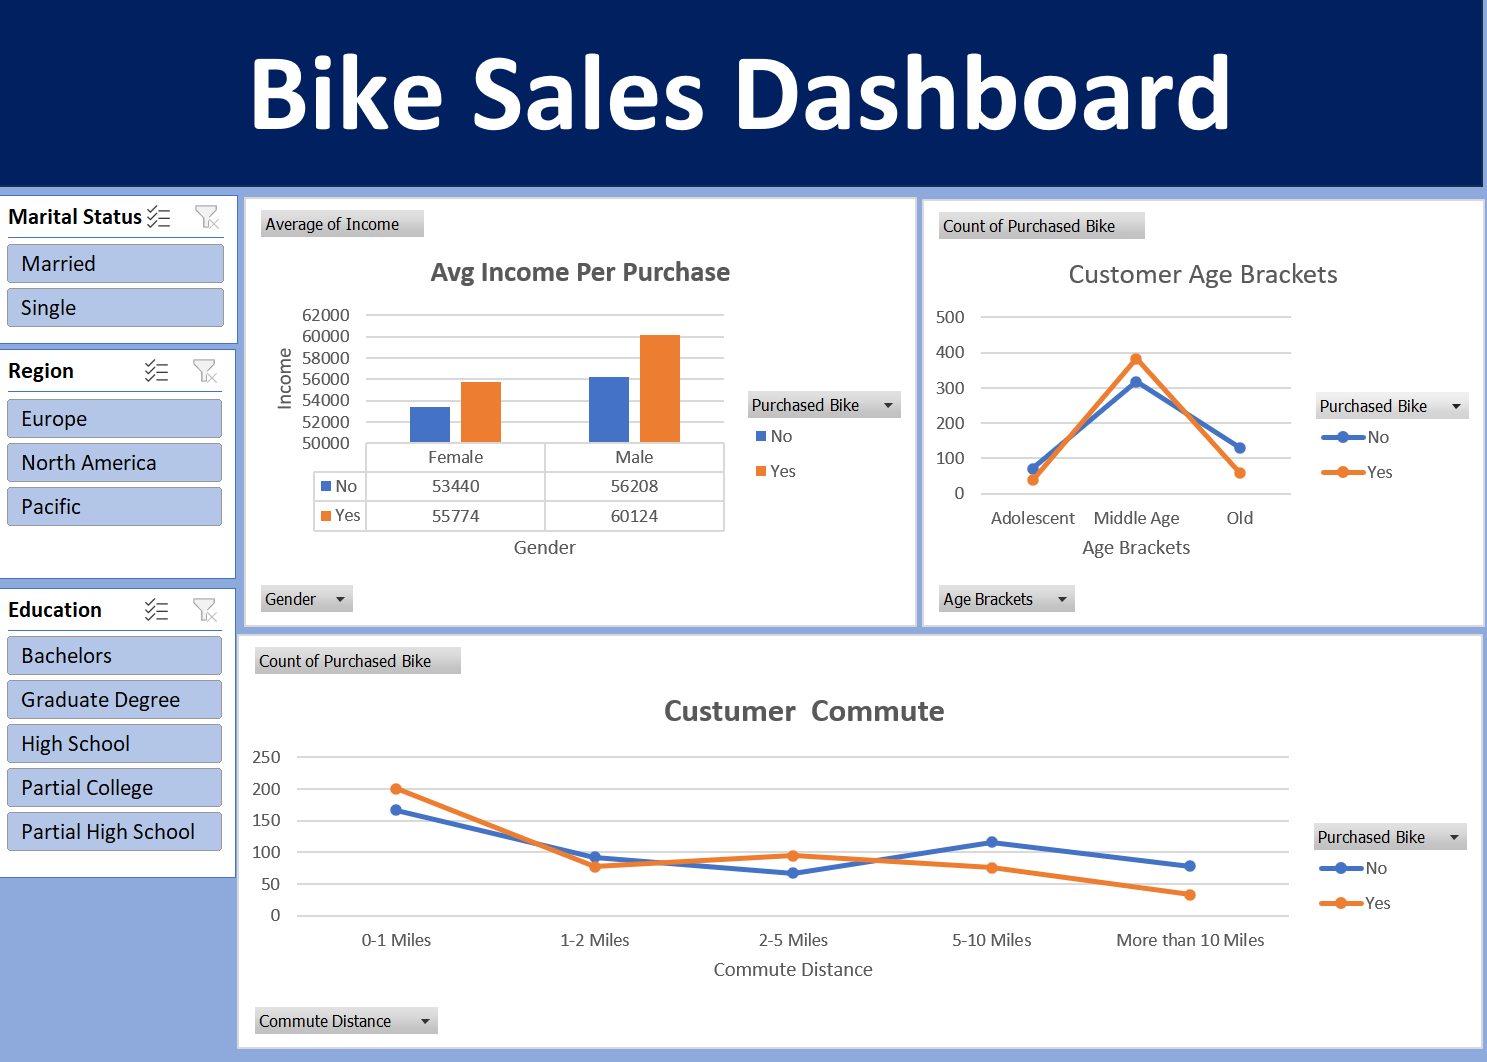 Bike Sales Dashboard
Marital Status
Married
Single
Region
Europe
North America
Pacific
Education
Bachelors
Graduate Degree
High School
Partial College
Partial High School
Average of Income
Avg Income Per Purchase
62000
60000
58000
56000
54000
52000
50000
Income
Female Male
No 53440 56208
Yes 55774 60124
Gender
Purchased Bike
No
Yes
Gender
Count of Purchased Bike
Customer Age Brackets
500
400
300
200
100
0
Adolescent Middle Age Old
Age Brackets
Purchased Bike
No
Yes
Age Brackets
Count of Purchased Bike
Custumer Commute
250
200
150
100
50
0
0-1 Miles 1-2 Miles 2-5 Miles 5-10 Miles More than 10 Miles
Commute Distance
Purchased Bike
No
Yes
Commute Distance